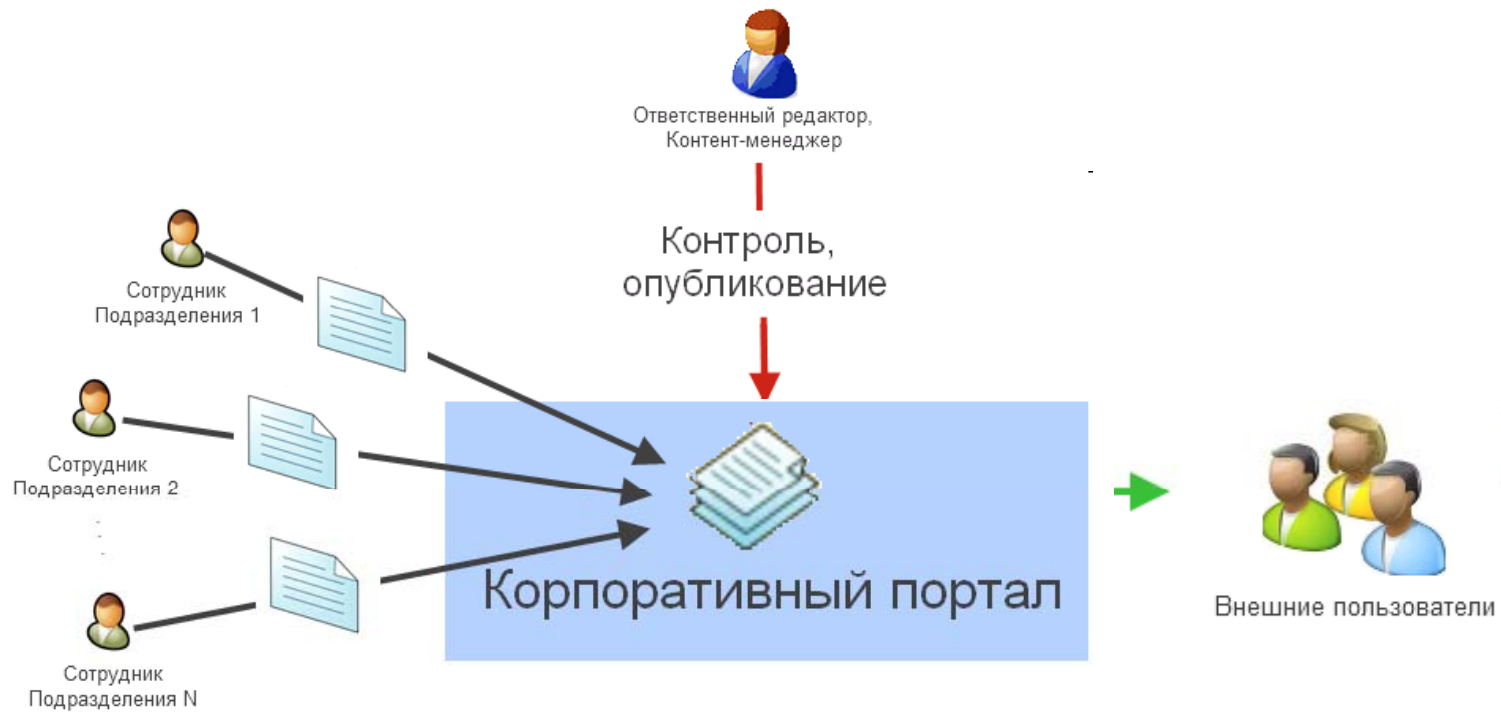 Ответственный редактор,
Контент-менеджер
Контроль,
опубликование
Сотрудник
Подразделения 1
Сотрудник
Подразделения 2
Сотрудник
Подразделения N
Корпоративный портал
Внешние пользователи